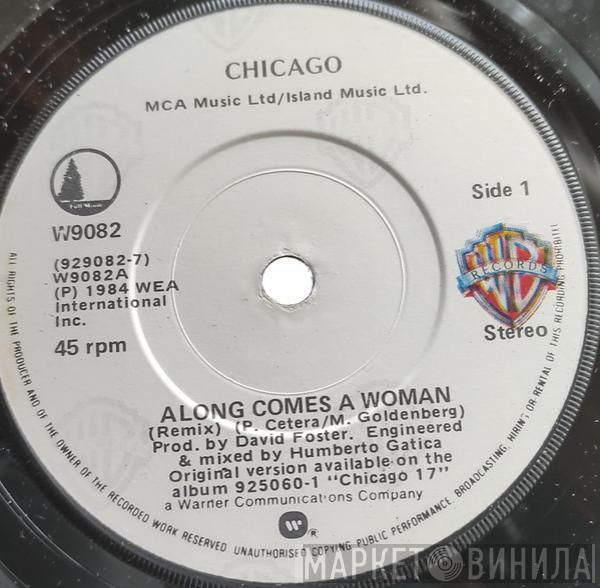 CHICAGO
MCA Music Ltd/Island Music Ltd.
Full Moon
Side 1
W9082
(929082-7)
W9082A
(P) 1984 WEA
International
Inc.
45 rpm
WB
RECORDS
Stereo
ALONG COMES A WOMAN
(Remix) (P. Cetera/M. Goldenberg)
Prod. by David Foster. Engineered
& mixed by Humberto Gatica
Original version available on the
album 925060-1 "Chicago 17"
a Warner Communications Company
®
ALL RIGHTS OF THE PRODUCER AND OF THE OWNER OF THE RECORDED WORK RESERVED UNAUTHORISED COPYING PUBLIC PERFORMANCE, BROADCASTING, HIRING OR RENTAL OF THIS RECORDING PROHIBITED
МАРКЕТ ВИНИЛА